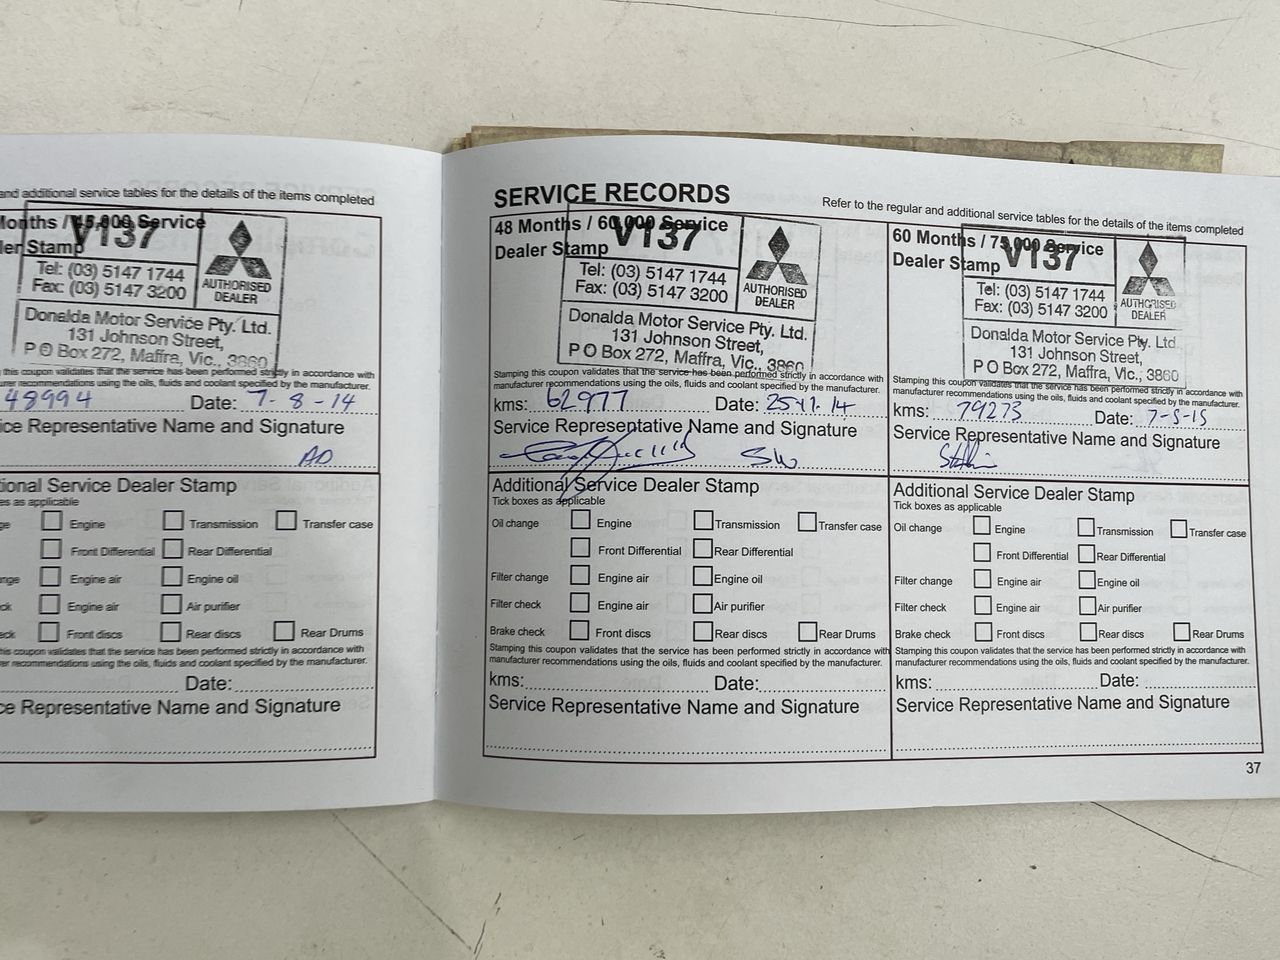 and additional service tables for the details of the items completed
Months / 45,000 Service
ler Stamp
V137
Tel: (03) 5147 1744
Fax: (03) 5147 3200
AUTHORISED
DEALER
Donalda Motor Service Pty. Ltd.
131 Johnson Street,
P O Box 272, Maffra, Vic., 3860
this coupon validates that the service has been performed strictly in accordance with
urer recommendations using the oils, fluids and coolant specified by the manufacturer.
48994 Date: 7-8-14
ice Representative Name and Signature
AD
tional Service Dealer Stamp
es as applicable
ge Engine Transmission Transfer case
Front Differential Rear Differential
nge Engine air Engine oil
ck Engine air Air purifier
eck Front discs Rear discs Rear Drums
this coupon validates that the service has been performed strictly in accordance with
er recommendations using the oils, fluids and coolant specified by the manufacturer.
Date:
ce Representative Name and Signature
SERVICE RECORDS
Refer to the regular and additional service tables for the details of the items completed
48 Months / 60,000 Service
Dealer Stamp
V137
Tel: (03) 5147 1744
Fax: (03) 5147 3200
AUTHORISED
DEALER
Donalda Motor Service Pty. Ltd.
131 Johnson Street,
P O Box 272, Maffra, Vic., 3860
Stamping this coupon validates that the service has been performed strictly in accordance with
manufacturer recommendations using the oils, fluids and coolant specified by the manufacturer.
kms: 62977 Date: 25-11-14
Service Representative Name and Signature
SW
Additional Service Dealer Stamp
Tick boxes as applicable
Oil change Engine Transmission Transfer case
Front Differential Rear Differential
Filter change Engine air Engine oil
Filter check Engine air Air purifier
Brake check Front discs Rear discs Rear Drums
Stamping this coupon validates that the service has been performed strictly in accordance with
manufacturer recommendations using the oils, fluids and coolant specified by the manufacturer.
kms: Date:
Service Representative Name and Signature
60 Months / 75,000 Service
Dealer Stamp
V137
Tel: (03) 5147 1744
Fax: (03) 5147 3200
AUTHORISED
DEALER
Donalda Motor Service Pty. Ltd.
131 Johnson Street,
P O Box 272, Maffra, Vic., 3860
Stamping this coupon validates that the service has been performed strictly in accordance with
manufacturer recommendations using the oils, fluids and coolant specified by the manufacturer.
kms: 79273 Date: 7-5-15
Service Representative Name and Signature
Additional Service Dealer Stamp
Tick boxes as applicable
Oil change Engine Transmission Transfer case
Front Differential Rear Differential
Filter change Engine air Engine oil
Filter check Engine air Air purifier
Brake check Front discs Rear discs Rear Drums
Stamping this coupon validates that the service has been performed strictly in accordance with
manufacturer recommendations using the oils, fluids and coolant specified by the manufacturer.
kms: Date:
Service Representative Name and Signature
37